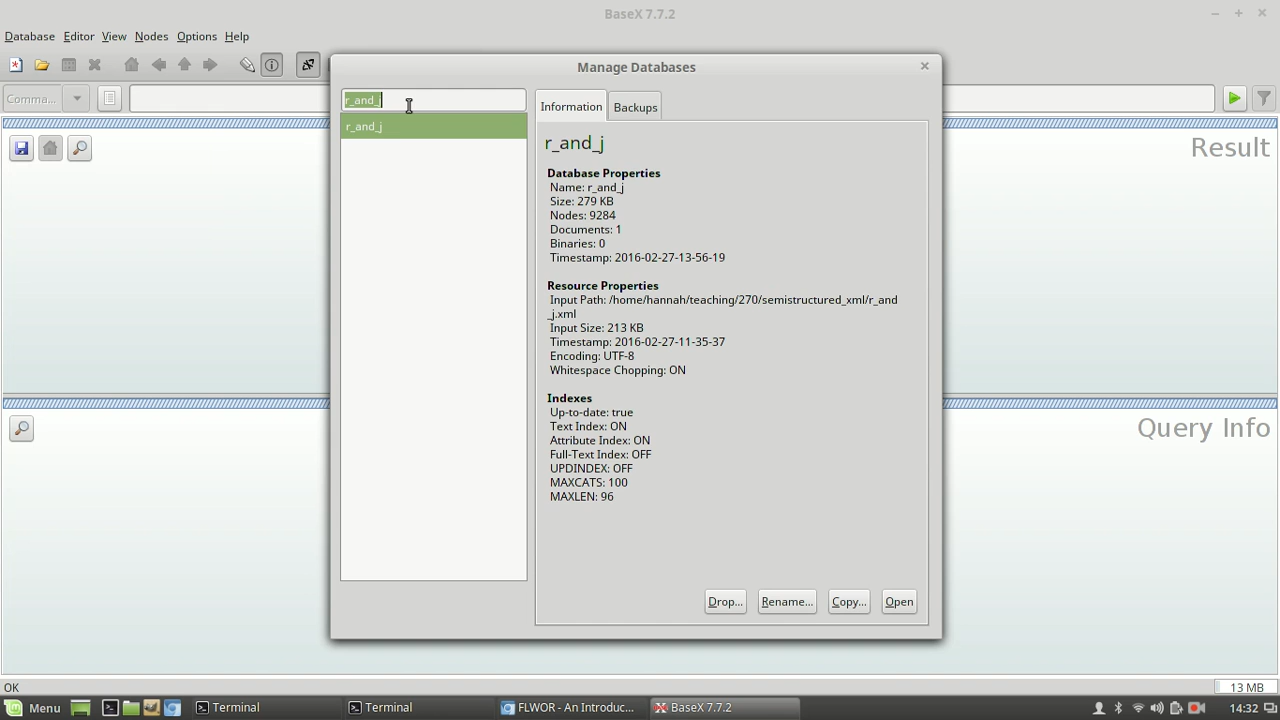 BaseX 7.7.2
Database Editor View Nodes Options Help
Manage Databases
Comma...
r_and_j
r_and_j
Information Backups
r_and_j
Database Properties
Name: r_and_j
Size: 279 KB
Nodes: 9284
Documents: 1
Binaries: 0
Timestamp: 2016-02-27-13-56-19
Resource Properties
Input Path: /home/hannah/teaching/270/semistructured_xml/r_and
_j.xml
Input Size: 213 KB
Timestamp: 2016-02-27-11-35-37
Encoding: UTF-8
Whitespace Chopping: ON
Indexes
Up-to-date: true
Text Index: ON
Attribute Index: ON
Full-Text Index: OFF
UPDINDEX: OFF
MAXCATS: 100
MAXLEN: 96
Drop... Rename... Copy... Open
Result
Query Info
OK
13 MB
Menu Terminal Terminal FLWOR - An Introduc... BaseX 7.7.2 14:32